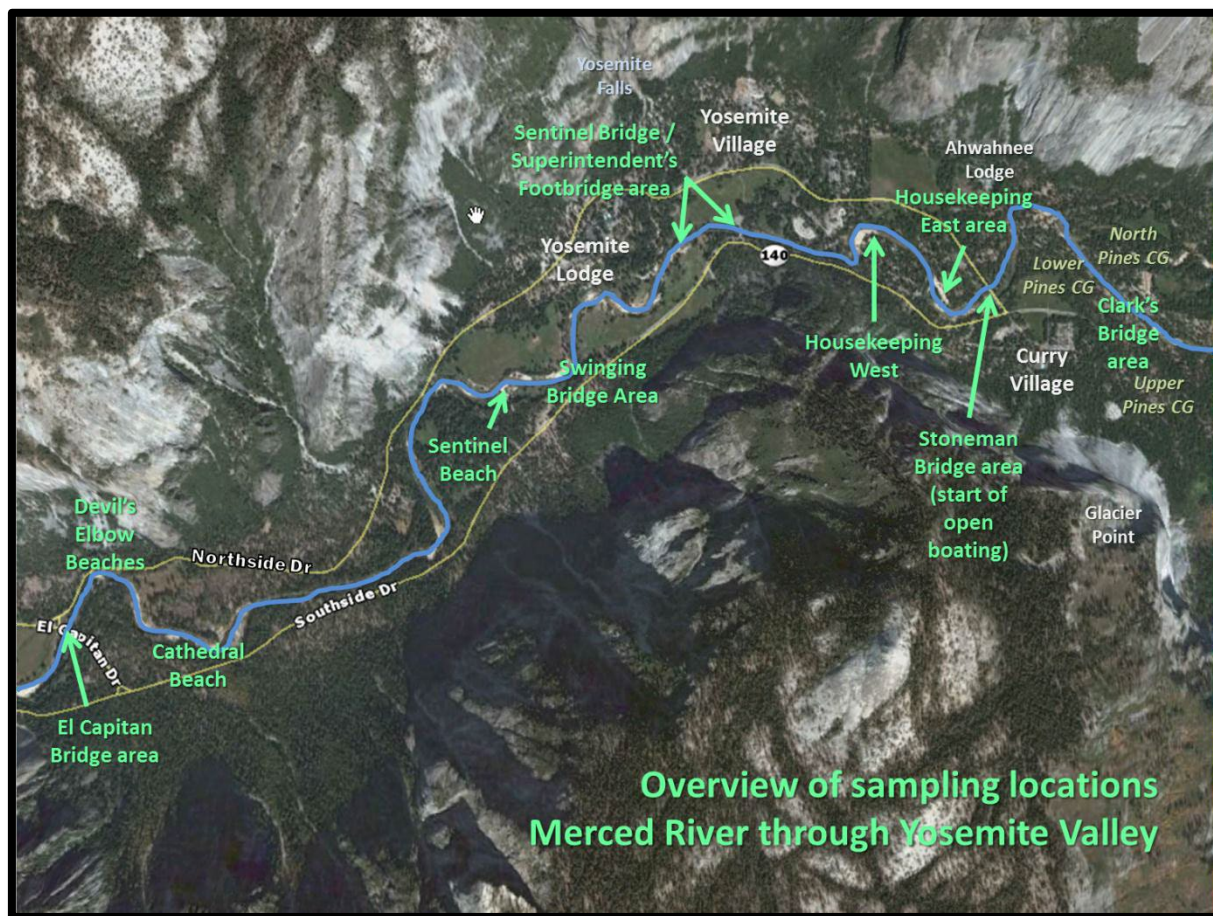 Yosemite
Falls
Sentinel Bridge /
Superintendent's
Footbridge area
Yosemite
Village
Ahwahnee
Lodge
Housekeeping
East area
North
Pines CG
Lower
Pines CG
Yosemite
Lodge
140
Clark's
Bridge
area
Housekeeping
West
Curry
Village
Upper
Pines CG
Swinging
Bridge Area
Sentinel
Beach
Stoneman
Bridge area
(start of
open
boating)
Glacier
Point
Devil's
Elbow
Beaches
Northside Dr
Southside Dr
El Capitan Dr
Cathedral
Beach
El Capitan
Bridge area
Overview of sampling locations
Merced River through Yosemite Valley